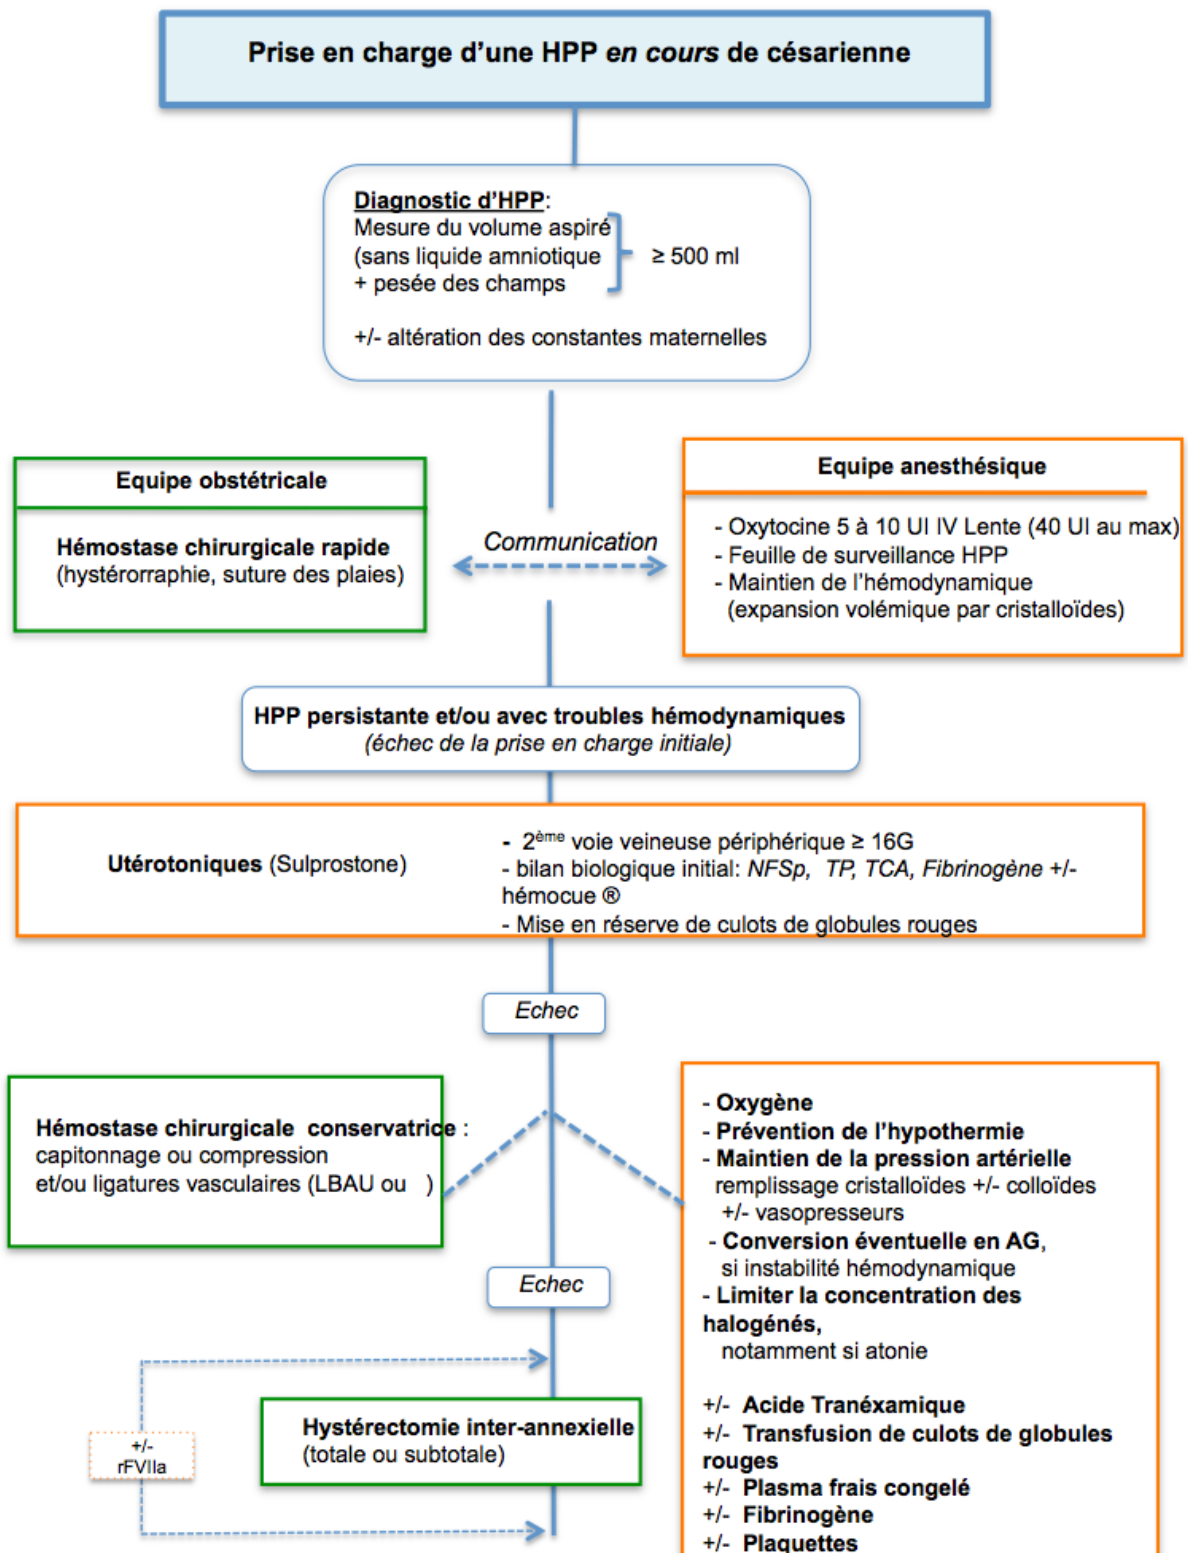 Prise en charge d’une HPP en cours de césarienne
Diagnostic d’HPP:
Mesure du volume aspiré
(sans liquide amniotique
+ pesée des champs
≥ 500 ml
+/- altération des constantes maternelles
Equipe obstétricale
Hémostase chirurgicale rapide
(hystérorraphie, suture des plaies)
Communication
Equipe anesthésique
- Oxytocine 5 à 10 UI IV Lente (40 UI au max)
- Feuille de surveillance HPP
- Maintien de l’hémodynamique
(expansion volémique par cristalloïdes)
HPP persistante et/ou avec troubles hémodynamiques
(échec de la prise en charge initiale)
Utérotoniques (Sulprostone)
- 2ème voie veineuse périphérique ≥ 16G
- bilan biologique initial: NFSp, TP, TCA, Fibrinogène +/-
hémocue ®
- Mise en réserve de culots de globules rouges
Echec
Hémostase chirurgicale conservatrice :
capitonnage ou compression
et/ou ligatures vasculaires (LBAU ou )
- Oxygène
- Prévention de l’hypothermie
- Maintien de la pression artérielle
remplissage cristalloïdes +/- colloïdes
+/- vasopresseurs
- Conversion éventuelle en AG,
si instabilité hémodynamique
- Limiter la concentration des
halogénés,
notamment si atonie
+/- Acide Tranéxamique
+/- Transfusion de culots de globules
rouges
+/- Plasma frais congelé
+/- Fibrinogène
+/- Plaquettes
Echec
Hystérectomie inter-annexielle
(totale ou subtotale)
+/-
rFVIIa